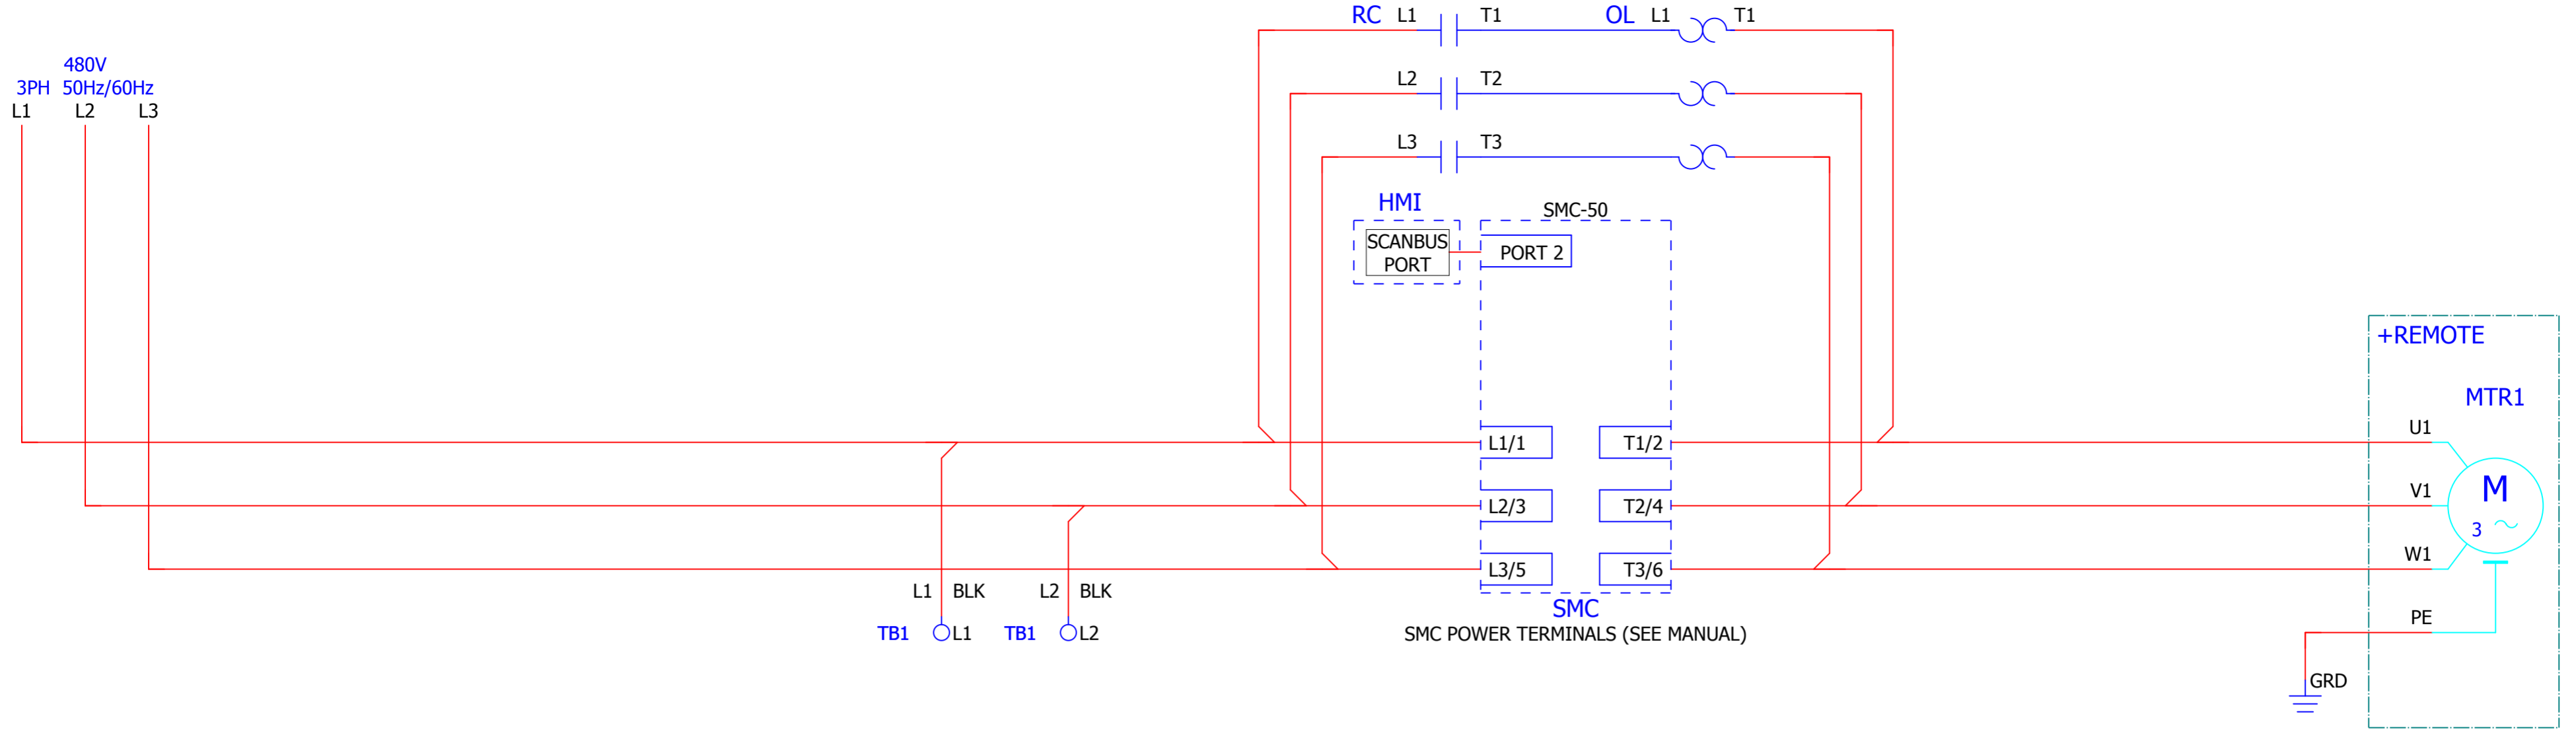 RC L1 T1 OL L1 T1
480V
3PH 50Hz/60Hz
L1 L2 L3
L2 T2
L3 T3
HMI
SMC-50
SCANBUS
PORT
PORT 2
+REMOTE
MTR1
U1
L1/1 T1/2
V1
M
3
L2/3 T2/4
W1
L3/5 T3/6
L1 BLK L2 BLK
SMC
TB1 L1 TB1 L2
SMC POWER TERMINALS (SEE MANUAL)
PE
GRD